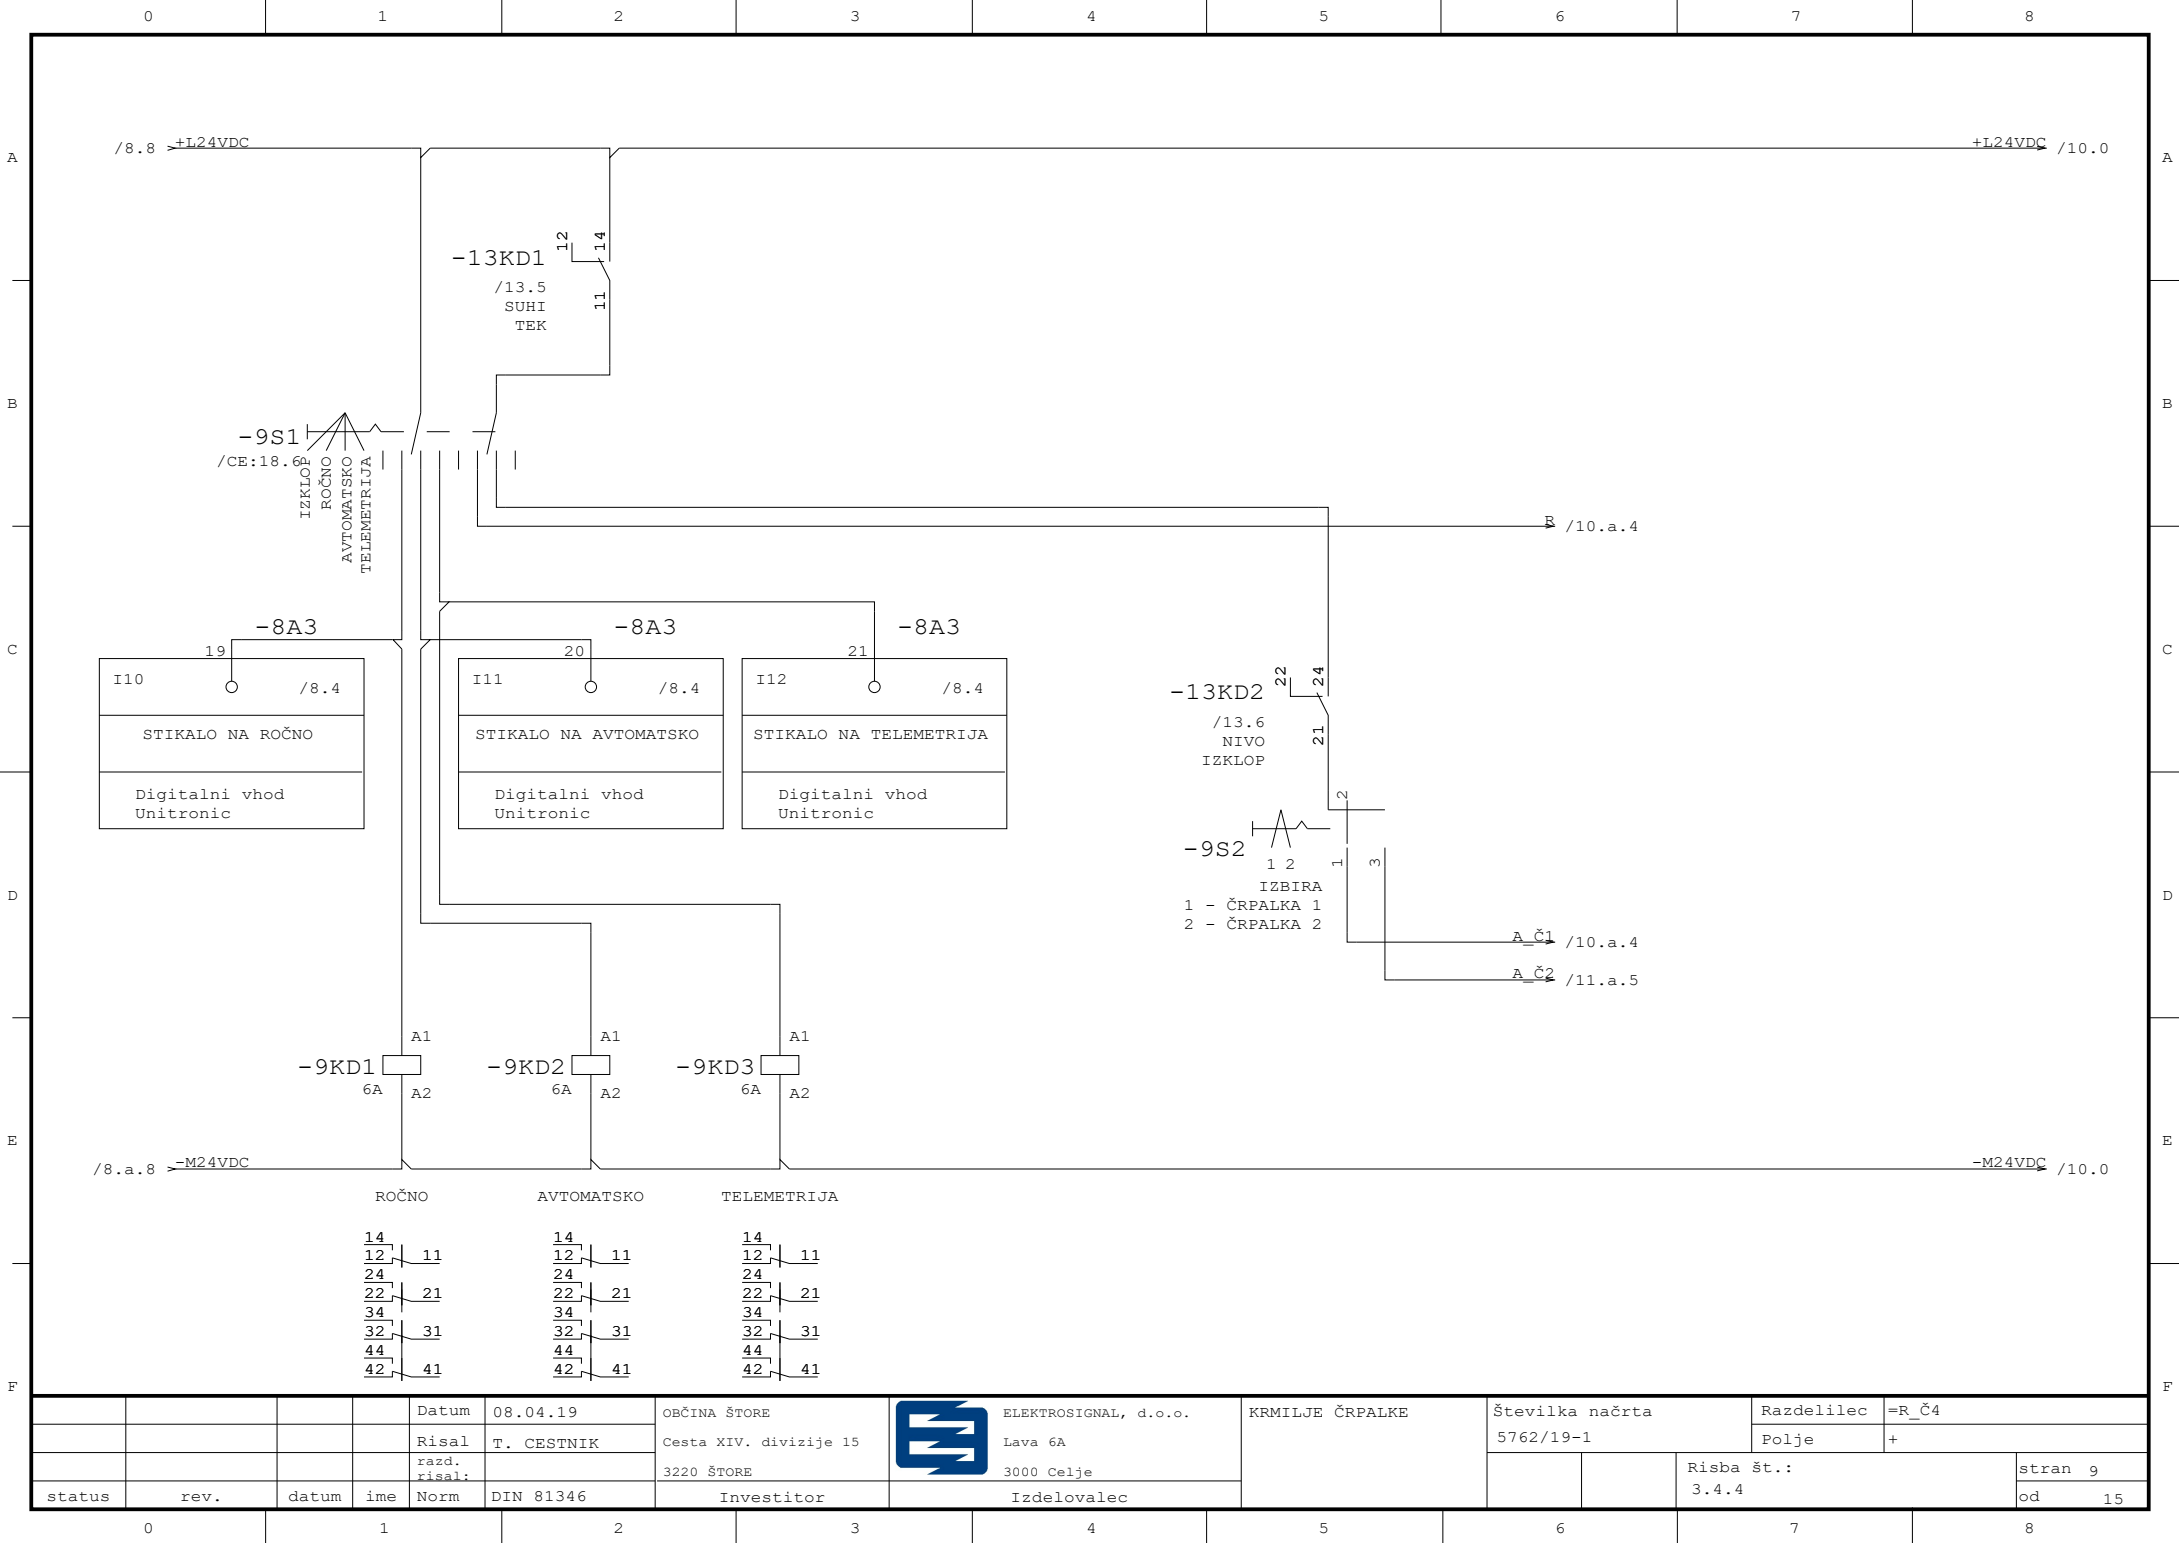 0 1 2 3 4 5 6 7 8
/8.8 +L24VDC +L24VDC /10.0
A A
12 14
-13KD1
/13.5
SUHI
TEK
11
B B
-9S1
/CE:18.6
IZKLOP
ROČNO
AVTOMATSKO
TELEMETRIJA
R /10.a.4
-8A3 -8A3 -8A3
C C
19 20 21
I10 /8.4 I11 /8.4 I12 /8.4
STIKALO NA ROČNO STIKALO NA AVTOMATSKO STIKALO NA TELEMETRIJA
Digitalni vhod Digitalni vhod Digitalni vhod
Unitronic Unitronic Unitronic
22 24
-13KD2
/13.6
NIVO
IZKLOP
21
2
-9S2
1 2 1 3
IZBIRA
1 - ČRPALKA 1
2 - ČRPALKA 2
D D
A_Č1 /10.a.4
A_Č2 /11.a.5
A1 A1 A1
-9KD1 -9KD2 -9KD3
6A 6A 6A
A2 A2 A2
E E
/8.a.8 -M24VDC -M24VDC /10.0
ROČNO AVTOMATSKO TELEMETRIJA
14 14 14
12 11 12 11 12 11
24 24 24
22 21 22 21 22 21
34 34 34
32 31 32 31 32 31
44 44 44
42 41 42 41 42 41
F F
Datum 08.04.19 OBČINA ŠTORE ELEKTROSIGNAL, d.o.o. KRMILJE ČRPALKE Številka načrta Razdelilec =R_Č4
Risal T. CESTNIK Cesta XIV. divizije 15 Lava 6A 5762/19-1 Polje +
razd.
risal: 3220 ŠTORE 3000 Celje Risba št.: stran 9
status rev. datum ime Norm DIN 81346 Investitor Izdelovalec 3.4.4 od 15
0 1 2 3 4 5 6 7 8